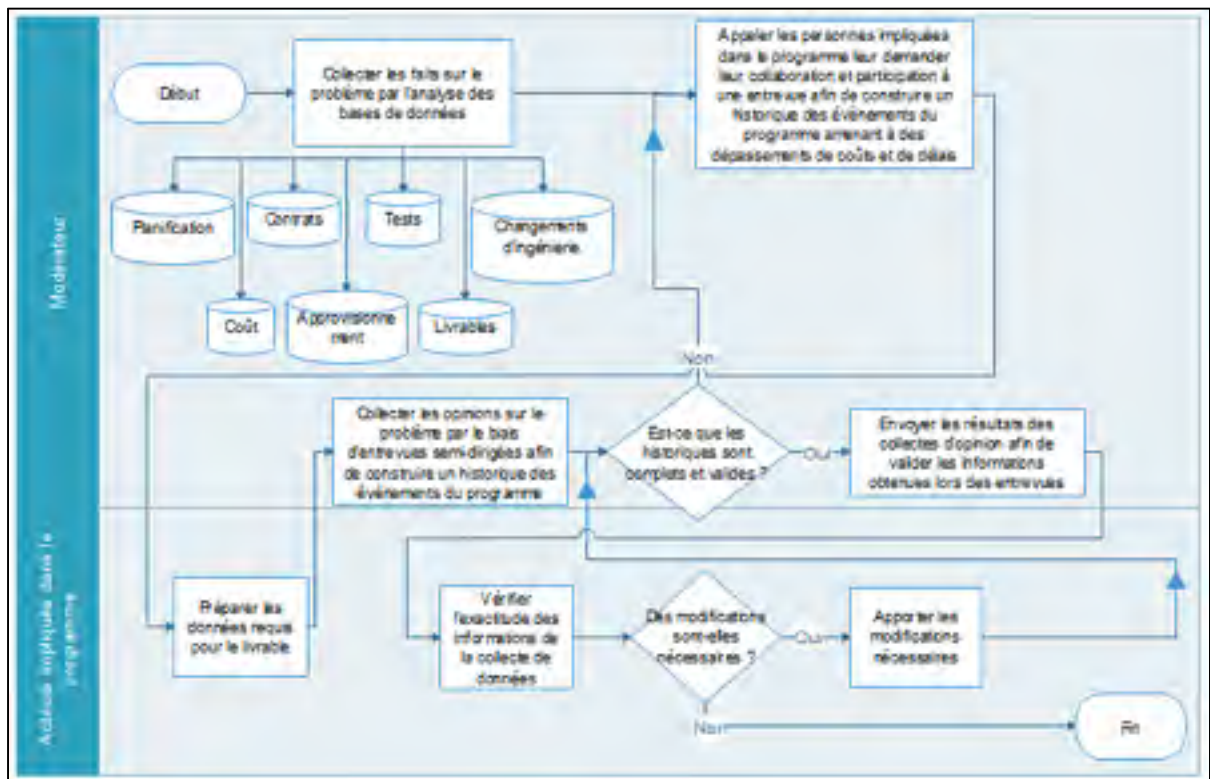 Modérateur
Début
Collecter les faits sur le
problème par l'analyse des
bases de données
Appeler les personnes impliquées
dans le programme leur demander
leur collaboration et participation à
une entrevue afin de construire un
historique des événements du
programme amenant à des
dépassements de coûts et de délais
Planification
Contrats
Tests
Changements
d'ingénierie
Coût
Approvisionne
ment
Livrables
Non
Collecter les opinions sur le
problème par le biais
d'entrevues semi-dirigées afin
de construire un historique des
événements du programme
Est-ce que les
historiques sont
complets et valides ?
Oui
Envoyer les résultats des
collectes d'opinion afin de
valider les informations
obtenues lors des entrevues
Acteurs impliqués dans le
programme
Préparer les
données requis
pour le livrable
Vérifier
l'exactitude des
informations de
la collecte de
données
Des modifications
sont-elles
nécessaires ?
Oui
Apporter les
modifications
nécessaires
Non
Fin